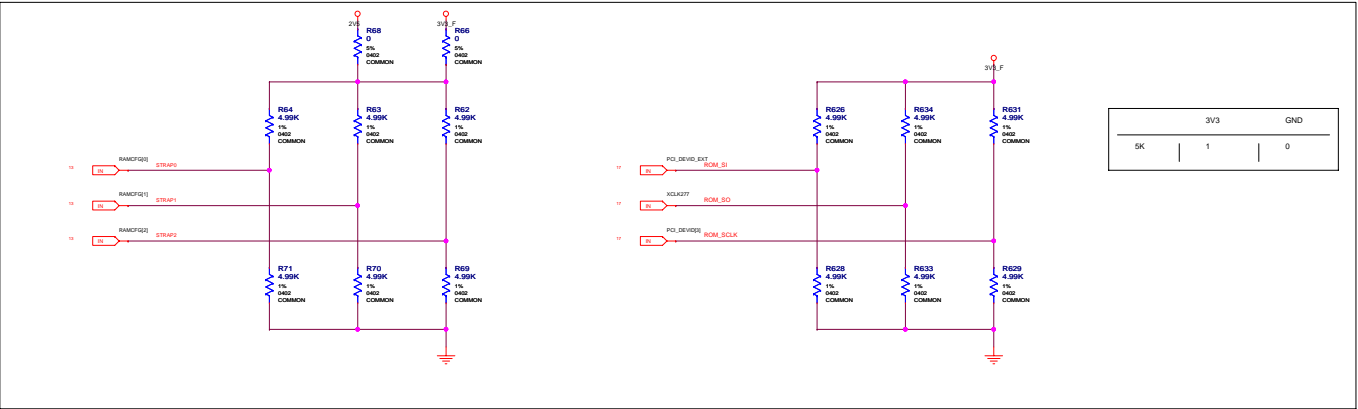 2V5
3V3_F
R68
0
5%
0402
COMMON
R66
0
5%
0402
COMMON
R64
4.99K
1%
0402
COMMON
R63
4.99K
1%
0402
COMMON
R62
4.99K
1%
0402
COMMON
RAMCFG[0]
IN
STRAP0
RAMCFG[1]
IN
STRAP1
RAMCFG[2]
IN
STRAP2
R71
4.99K
1%
0402
COMMON
R70
4.99K
1%
0402
COMMON
R69
4.99K
1%
0402
COMMON
3V3_F
R626
4.99K
1%
0402
COMMON
R634
4.99K
1%
0402
COMMON
R631
4.99K
1%
0402
COMMON
PCI_DEVID_EXT
IN
ROM_SI
XCLK277
IN
ROM_SO
PCI_DEVID[3]
IN
ROM_SCLK
R628
4.99K
1%
0402
COMMON
R633
4.99K
1%
0402
COMMON
R629
4.99K
1%
0402
COMMON
3V3 GND
5K 1 0